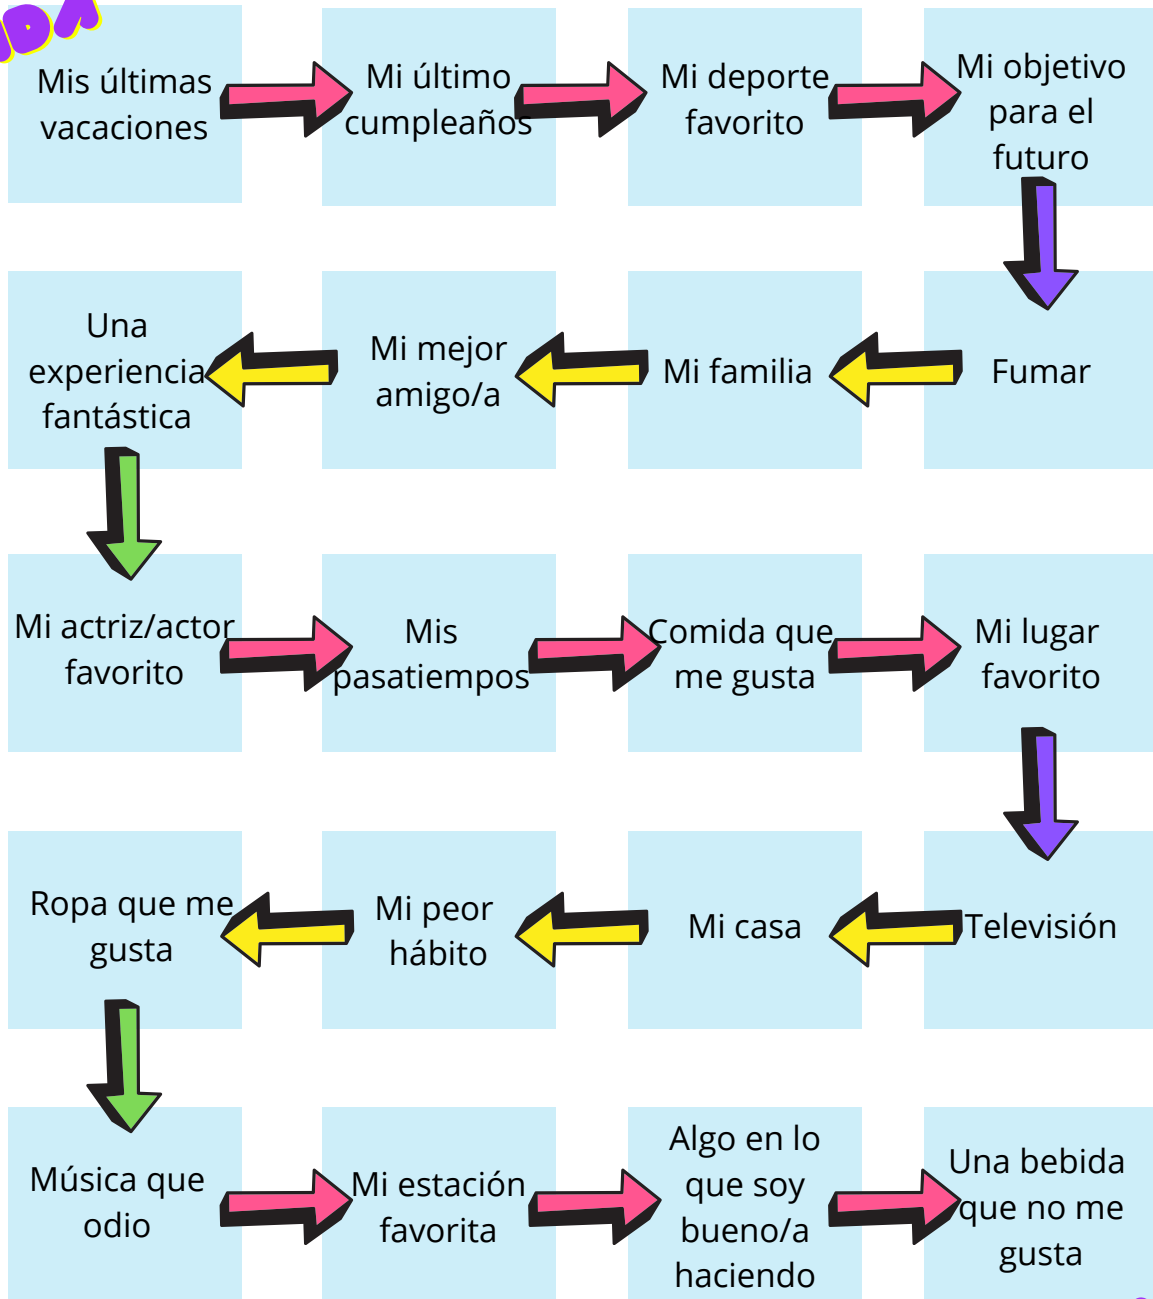 Mis últimas
vacaciones
Mi último
cumpleaños
Mi deporte
favorito
Mi objetivo
para el
futuro
Fumar
Mi familia
Mi mejor
amigo/a
Una
experiencia
fantástica
Mi actriz/actor
favorito
Mis
pasatiempos
Comida que
me gusta
Mi lugar
favorito
Televisión
Mi casa
Mi peor
hábito
Ropa que me
gusta
Música que
odio
Mi estación
favorita
Algo en lo
que soy
bueno/a
haciendo
Una bebida
que no me
gusta